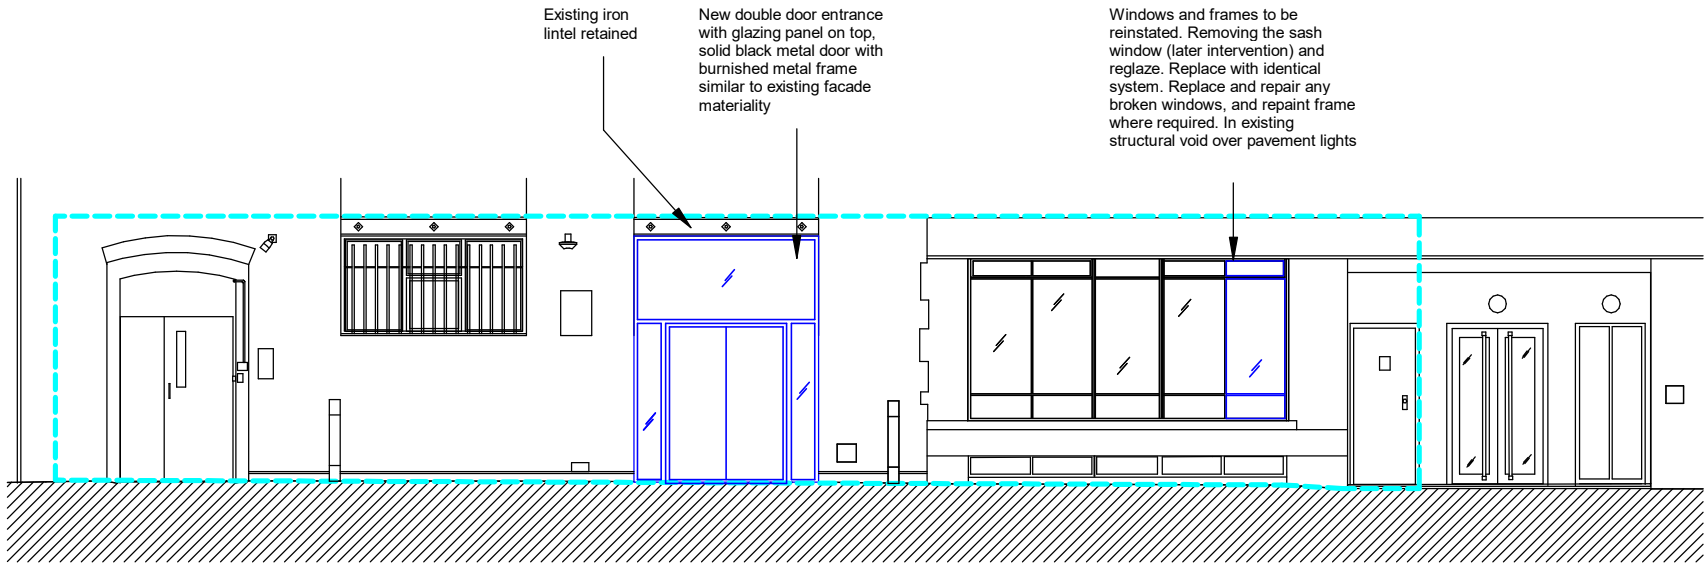 Existing iron
lintel retained
New double door entrance
with glazing panel on top,
solid black metal door with
burnished metal frame
similar to existing facade
materiality
Windows and frames to be
reinstated. Removing the sash
window (later intervention) and
reglaze. Replace with identical
system. Replace and repair any
broken windows, and repaint frame
where required. In existing
structural void over pavement lights